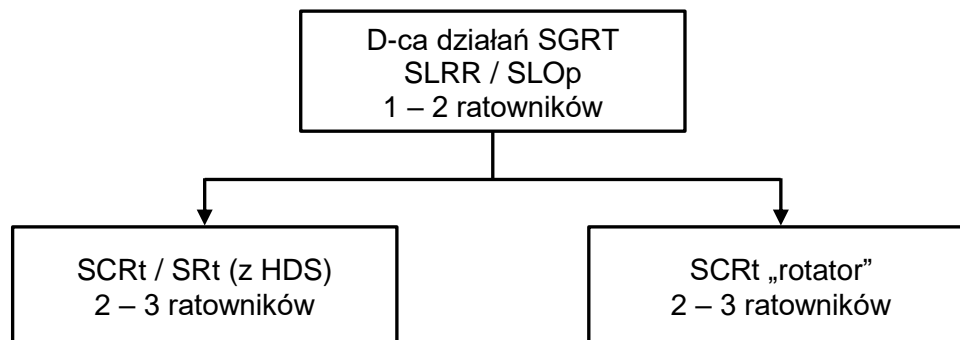 D-ca działań SGRT
SLRR / SLOp
1 – 2 ratowników
SCRt / SRt (z HDS)
2 – 3 ratowników
SCRt „rotator”
2 – 3 ratowników